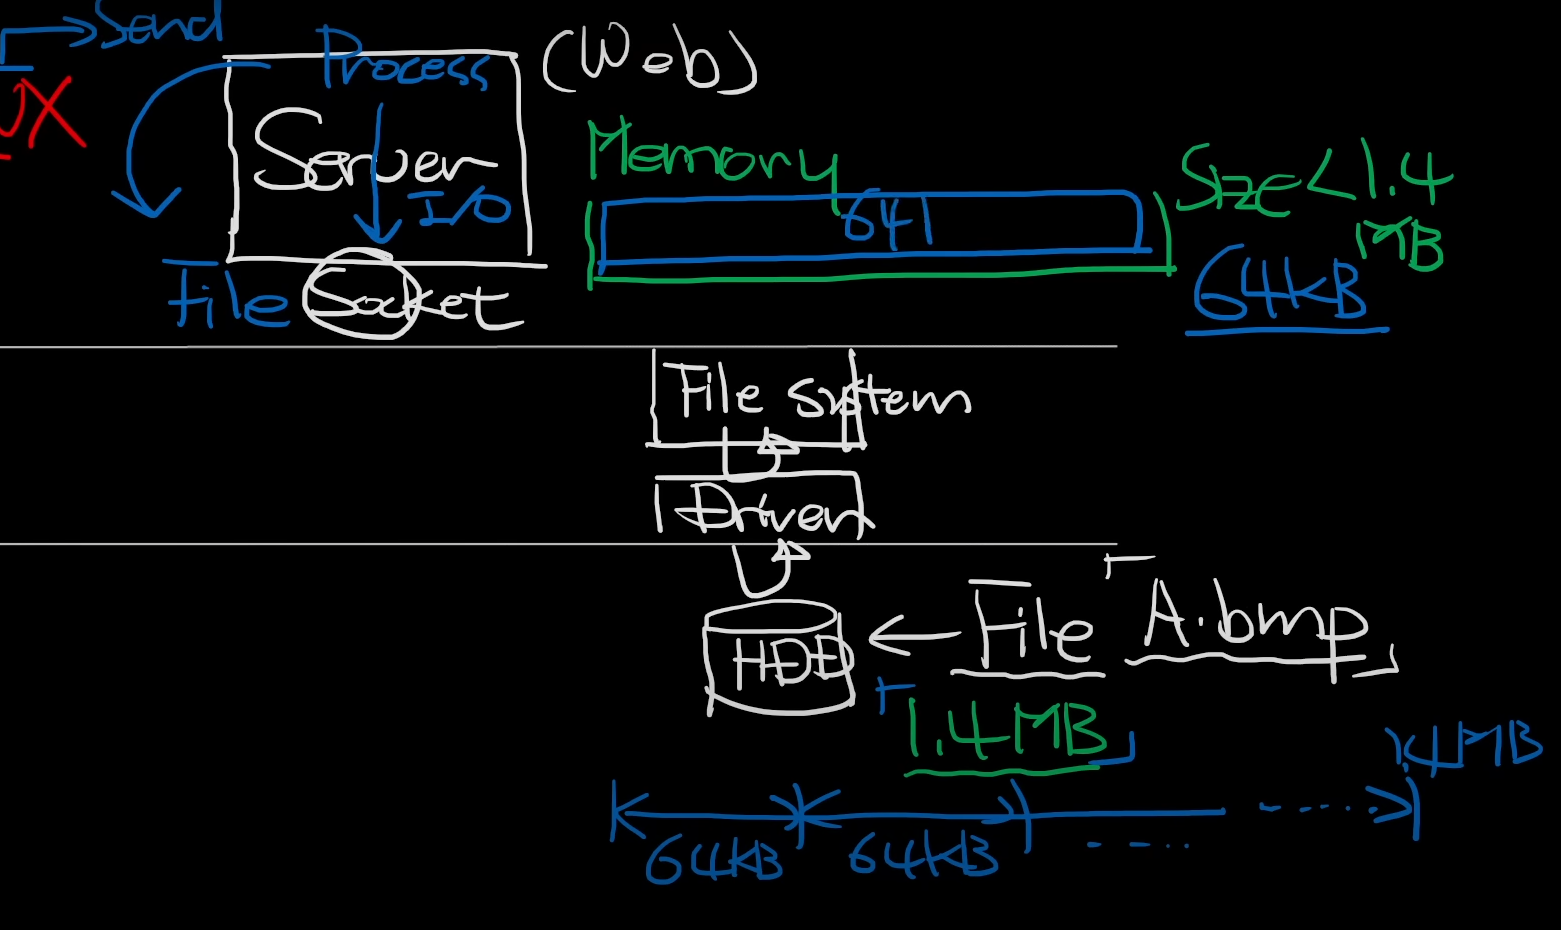 Send
Process
(Web)
Server
I/O
Memory
64
Size < 1.4
MB
64KB
File Socket
File system
Driver
HDD
File
「A.bmp」
「1.4MB」
1.4MB
64KB
64KB
.....